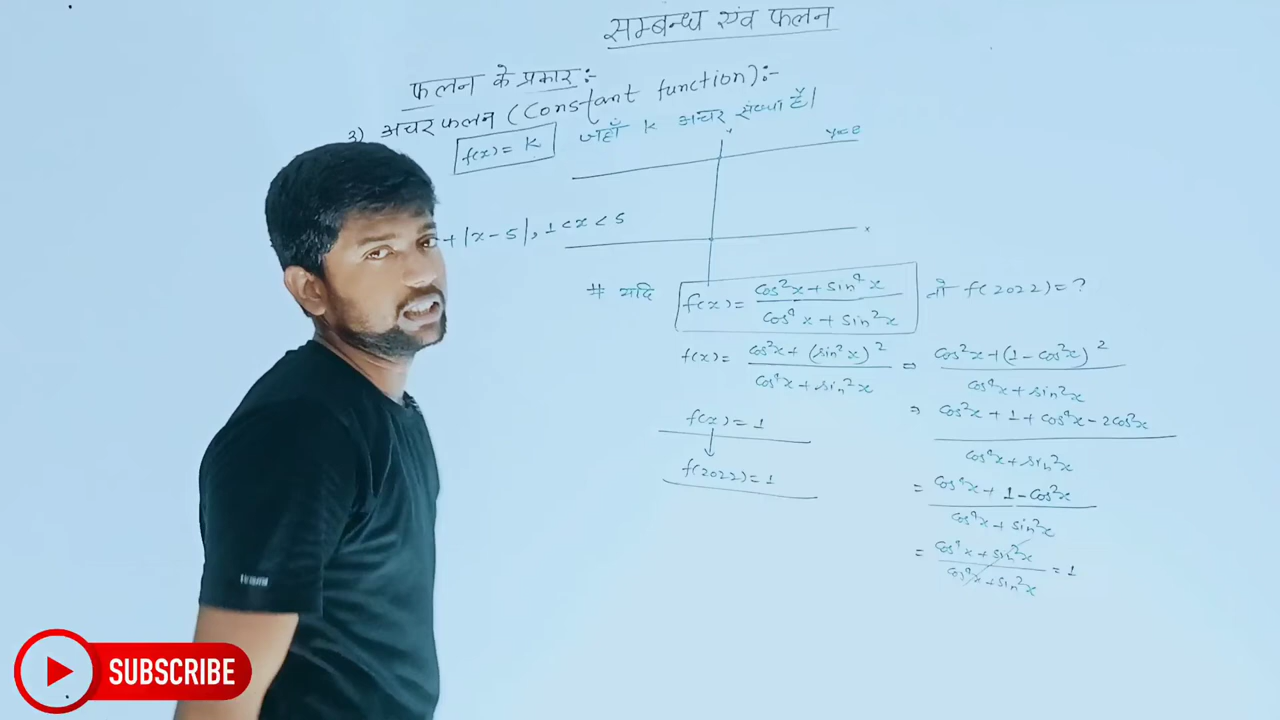 सम्बन्ध एंव फलन
फलन के प्रकार :-
3) अचर फलन (Constant function):-
f(x) = k जहाँ k अचर संख्या है।
y
x
+ |x-5|, 1<x<5
# यदि f(x) = (cos²x + sin⁴x)/(cos⁴x + sin²x) तो f(2022) = ?
f(x) = (cos²x + (sin²x)²)/(cos⁴x + sin²x) ⇒ (cos²x + (1 - cos²x)²)/(cos⁴x + sin²x)
⇒ (cos²x + 1 + cos⁴x - 2cos²x)/(cos⁴x + sin²x)
= (cos⁴x + 1 - cos²x)/(cos⁴x + sin²x)
= (cos⁴x + sin²x)/(cos⁴x + sin²x) = 1
f(x) = 1
f(2022) = 1
SUBSCRIBE